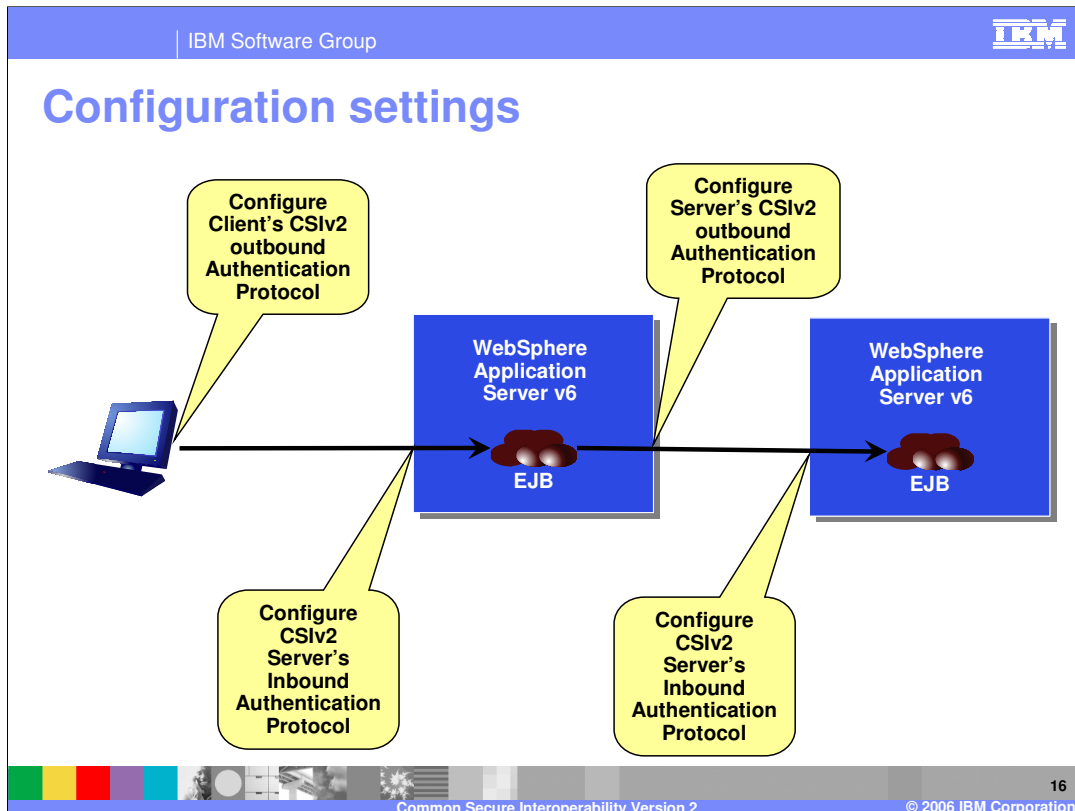 IBM Software Group
IBM
Configuration settings
Configure
Client's CSIv2
outbound
Authentication
Protocol
Configure
Server's CSIv2
outbound
Authentication
Protocol
WebSphere
Application
Server v6
EJB
WebSphere
Application
Server v6
EJB
Configure
CSIv2
Server's
Inbound
Authentication
Protocol
Configure
CSIv2
Server's
Inbound
Authentication
Protocol
16
Common Secure Interoperability Version 2
© 2006 IBM Corporation